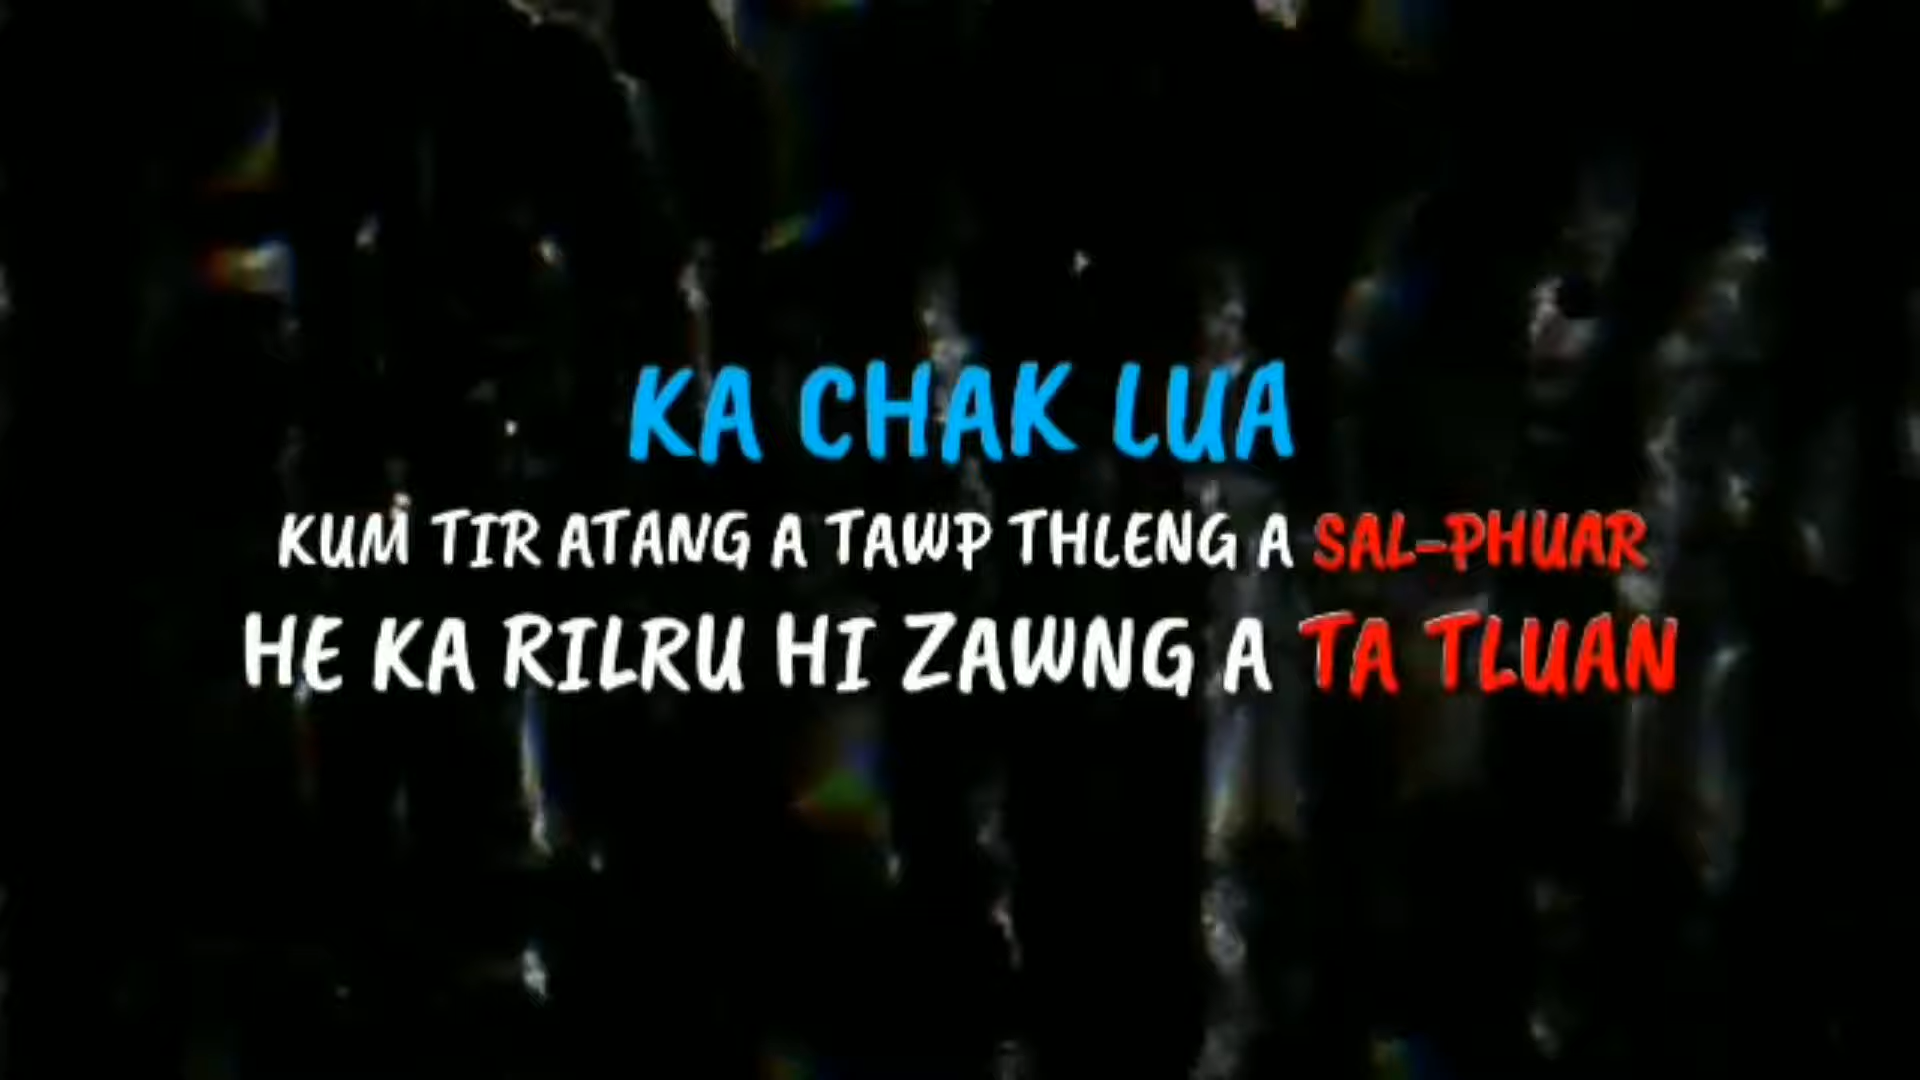 KA CHAK LUA
KUM TIR ATANG A TAWP THLENG A SAL-PHUAR
HE KA RILRU HI ZAWNG A TA TLUAN